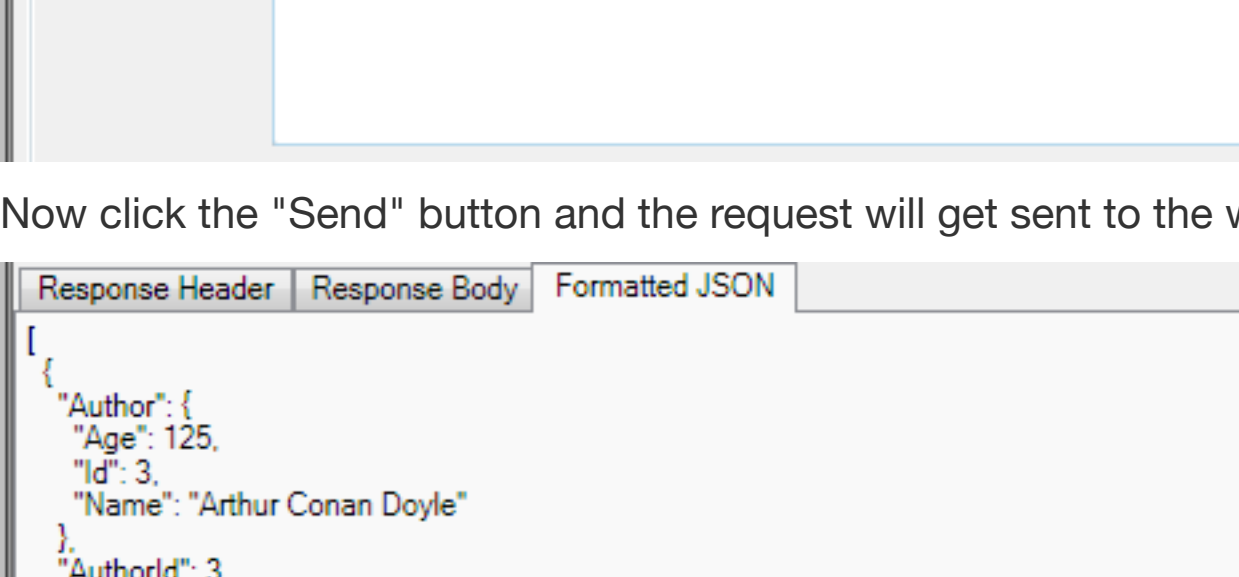 Now click the "Send" button and the request will get sent to the
Response Header Response Body Formatted JSON
[
{
"Author": {
"Age": 125,
"Id": 3,
"Name": "Arthur Conan Doyle"
},
"AuthorId": 3